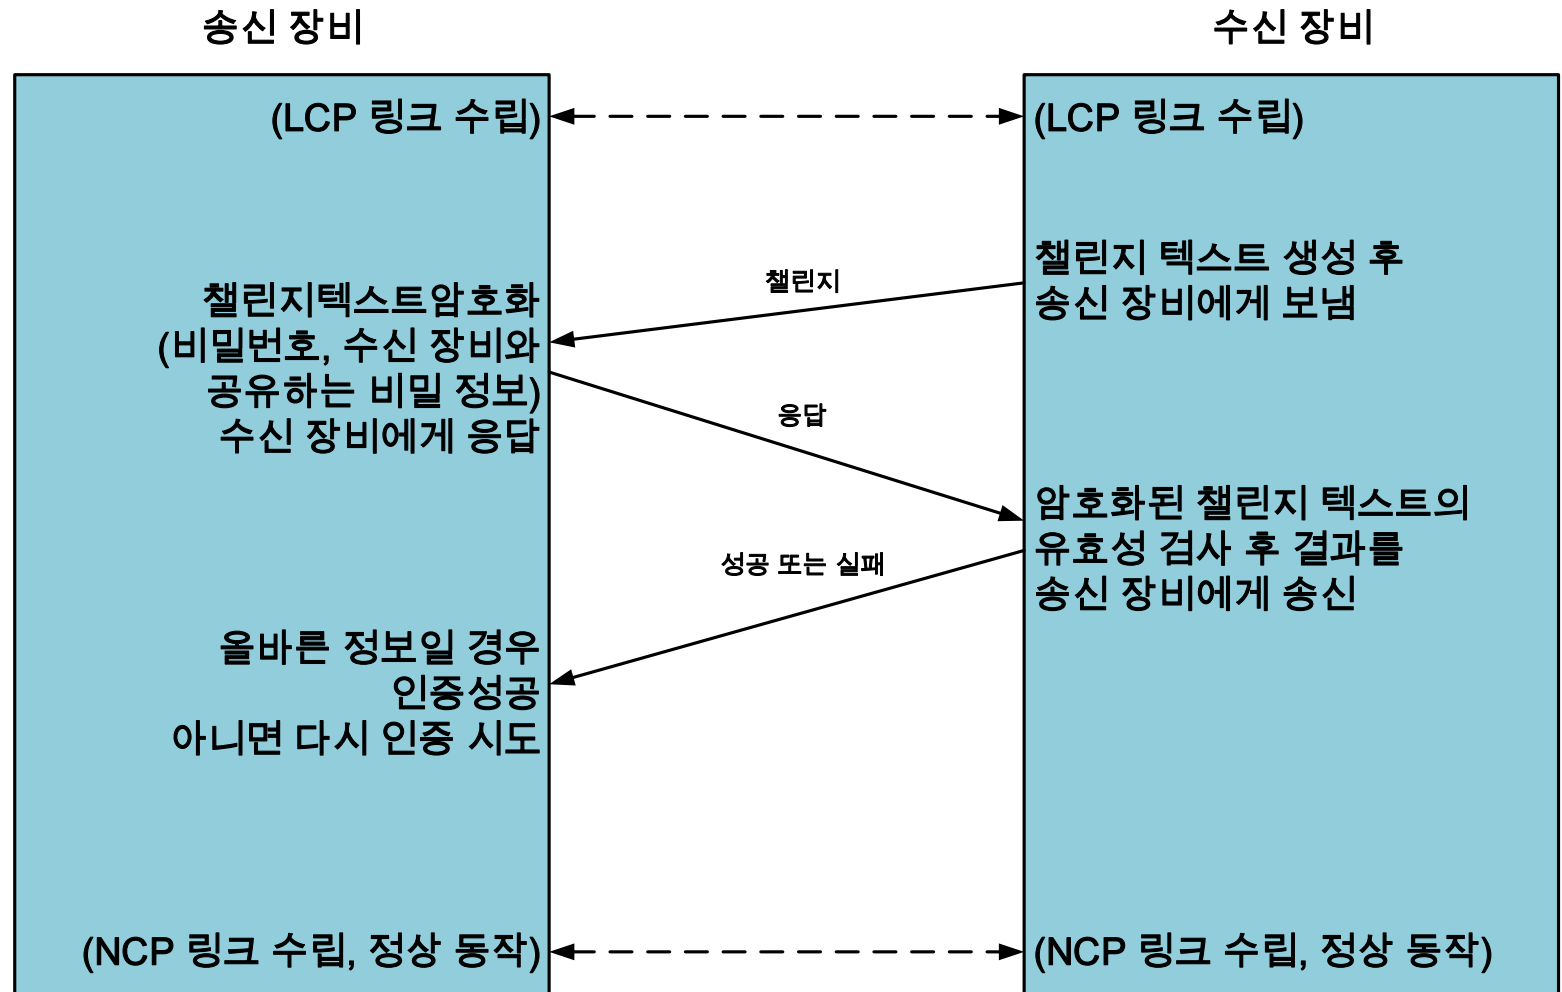 송신 장비
수신 장비
(LCP 링크 수립)
(LCP 링크 수립)
챌린지 텍스트 생성 후
송신 장비에게 보냄
챌린지
챌린지텍스트암호화
(비밀번호, 수신 장비와
공유하는 비밀 정보)
수신 장비에게 응답
응답
암호화된 챌린지 텍스트의
유효성 검사 후 결과를
송신 장비에게 송신
성공 또는 실패
올바른 정보일 경우
인증성공
아니면 다시 인증 시도
(NCP 링크 수립, 정상 동작)
(NCP 링크 수립, 정상 동작)